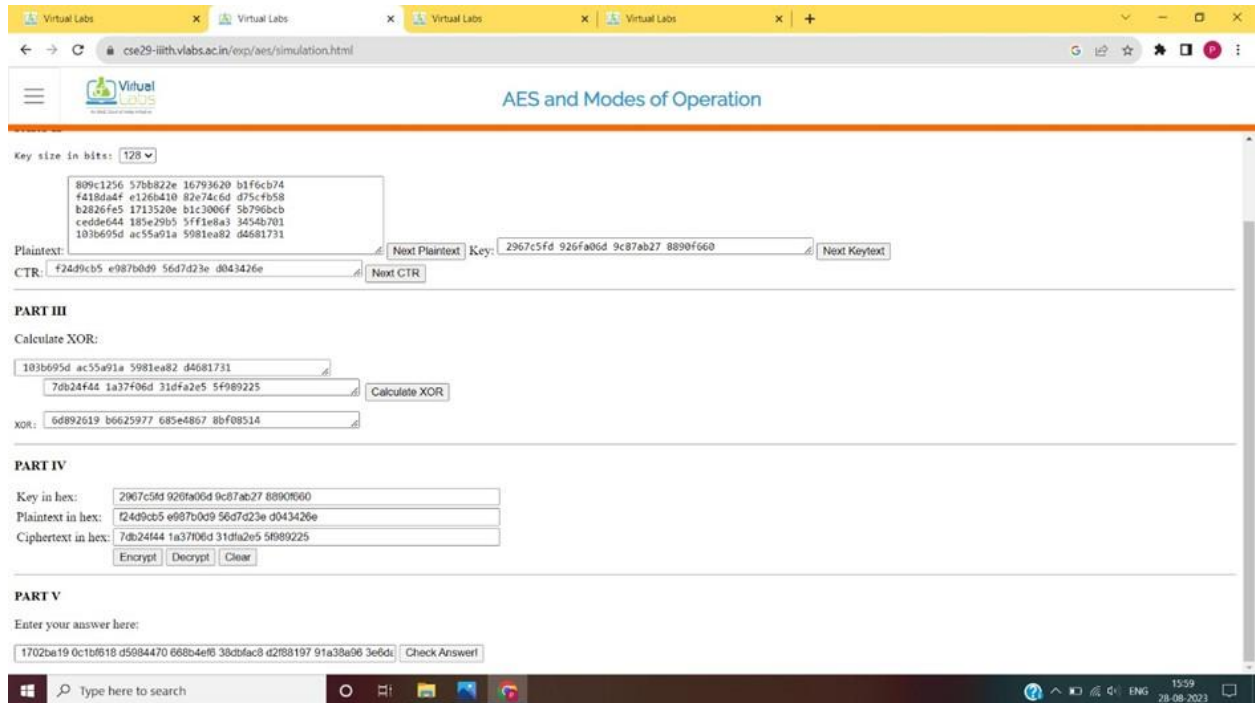 Virtual Labs
Virtual Labs
Virtual Labs
Virtual Labs
cse29-iiith.vlabs.ac.in/exp/aes/simulation.html
G
P
Virtual
Labs
AES and Modes of Operation
Key size in bits: 128
809c1256 57bb822e 16793620 b1f6cb74
f418da4f e126b410 82e74c6d d75cfb58
b2826fe5 1713520e b1c3006f 5b796bcb
cedde644 185e29b5 5ff1e8a3 3454b701
103b695d ac55a91a 5981ea82 d4681731
Plaintext: Next Plaintext Key: 2967c5fd 926fa06d 9c87ab27 8890f660 Next Keytext
CTR: f24d9cb5 e987b0d9 56d7d23e d043426e Next CTR
PART III
Calculate XOR:
103b695d ac55a91a 5981ea82 d4681731
7db24f44 1a37f06d 31dfa2e5 5f989225 Calculate XOR
XOR: 6d892619 b6625977 685e4867 8bf08514
PART IV
Key in hex: 2967c5fd 926fa06d 9c87ab27 8890f660
Plaintext in hex: f24d9cb5 e987b0d9 56d7d23e d043426e
Ciphertext in hex: 7db24f44 1a37f06d 31dfa2e5 5f989225
Encrypt Decrypt Clear
PART V
Enter your answer here:
1702ba19 0c1bf618 d5984470 668b4ef6 38dbfac8 d2f88197 91a38a96 3e6da Check Answer!
Type here to search
ENG
15:59
28-08-2023